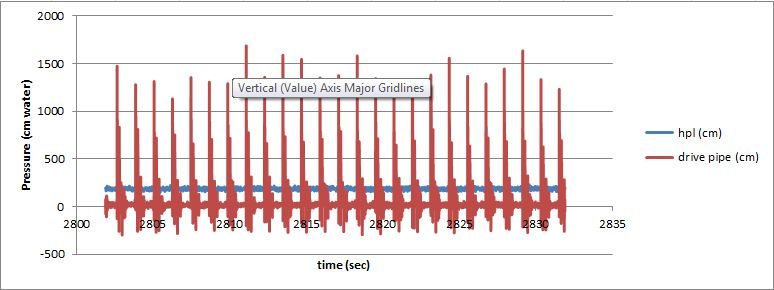 2000
1500
Vertical (Value) Axis Major Gridlines
1000
500
0
-500
Pressure (cm water)
2800 2805 2810 2815 2820 2825 2830 2835
time (sec)
hpl (cm)
drive pipe (cm)